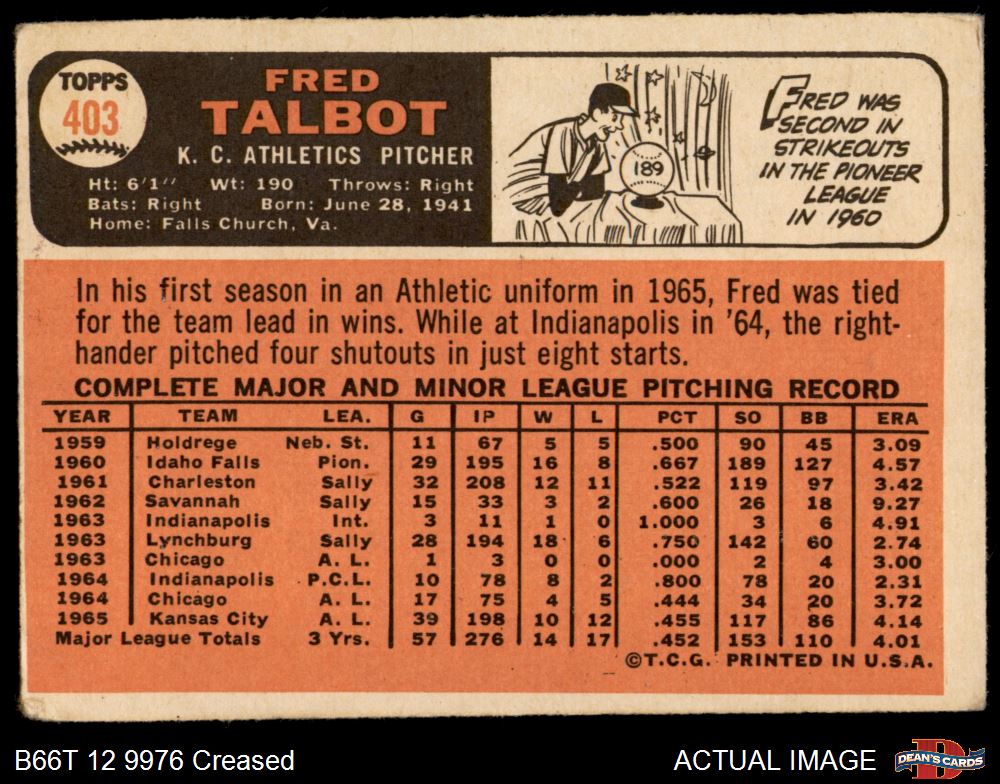 TOPPS
403
FRED
TALBOT
K. C. ATHLETICS PITCHER
Ht: 6'1" Wt: 190 Throws: Right
Bats: Right Born: June 28, 1941
Home: Falls Church, Va.
189
FRED WAS
SECOND IN
STRIKEOUTS
IN THE PIONEER
LEAGUE
IN 1960
In his first season in an Athletic uniform in 1965, Fred was tied
for the team lead in wins. While at Indianapolis in '64, the right-
hander pitched four shutouts in just eight starts.
COMPLETE MAJOR AND MINOR LEAGUE PITCHING RECORD
YEAR TEAM LEA. G IP W L PCT SO BB ERA
1959 Holdrege Neb. St. 11 67 5 5 .500 90 45 3.09
1960 Idaho Falls Pion. 29 195 16 8 .667 189 127 4.57
1961 Charleston Sally 32 208 12 11 .522 119 97 3.42
1962 Savannah Sally 15 33 3 2 .600 26 18 9.27
1963 Indianapolis Int. 3 11 1 0 1.000 3 6 4.91
1963 Lynchburg Sally 28 194 18 6 .750 142 60 2.74
1963 Chicago A. L. 1 3 0 0 .000 2 4 3.00
1964 Indianapolis P.C.L. 10 78 8 2 .800 78 20 2.31
1964 Chicago A. L. 17 75 4 5 .444 34 20 3.72
1965 Kansas City A. L. 39 198 10 12 .455 117 86 4.14
Major League Totals 3 Yrs. 57 276 14 17 .452 153 110 4.01
©T.C.G. PRINTED IN U.S.A.
B66T 12 9976 Creased
ACTUAL IMAGE
DEAN'S CARDS